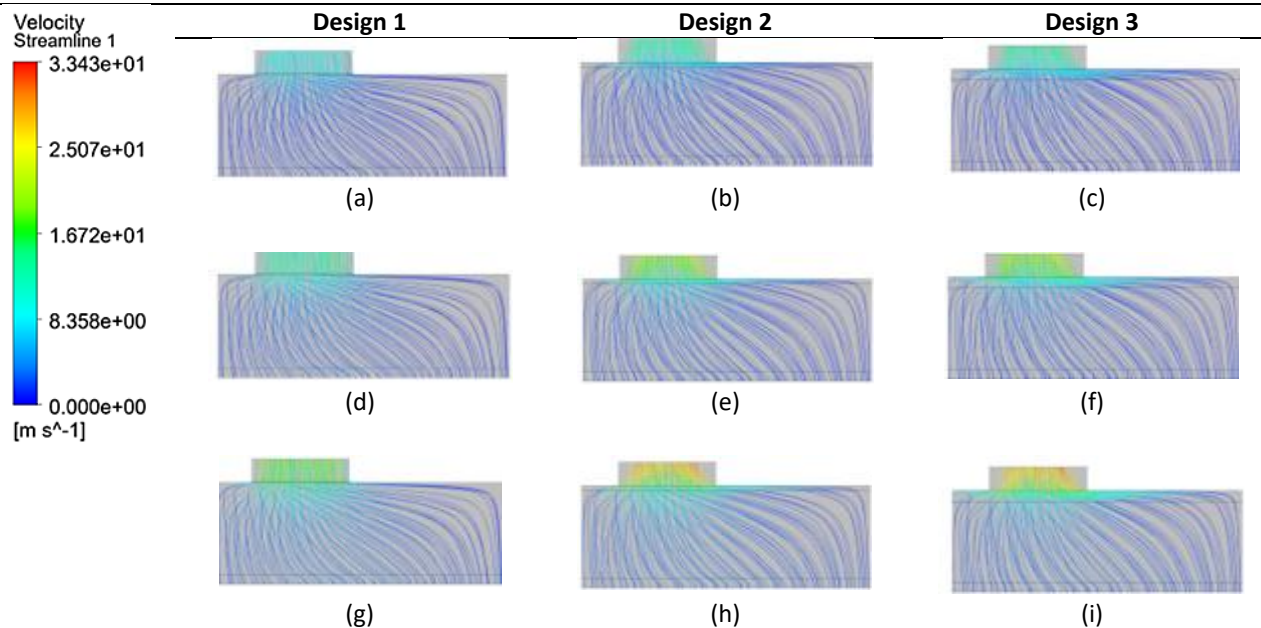 Velocity
Streamline 1
3.343e+01
2.507e+01
1.672e+01
8.358e+00
0.000e+00
[m s^-1]
Design 1 Design 2 Design 3
(a) (b) (c)
(d) (e) (f)
(g) (h) (i)